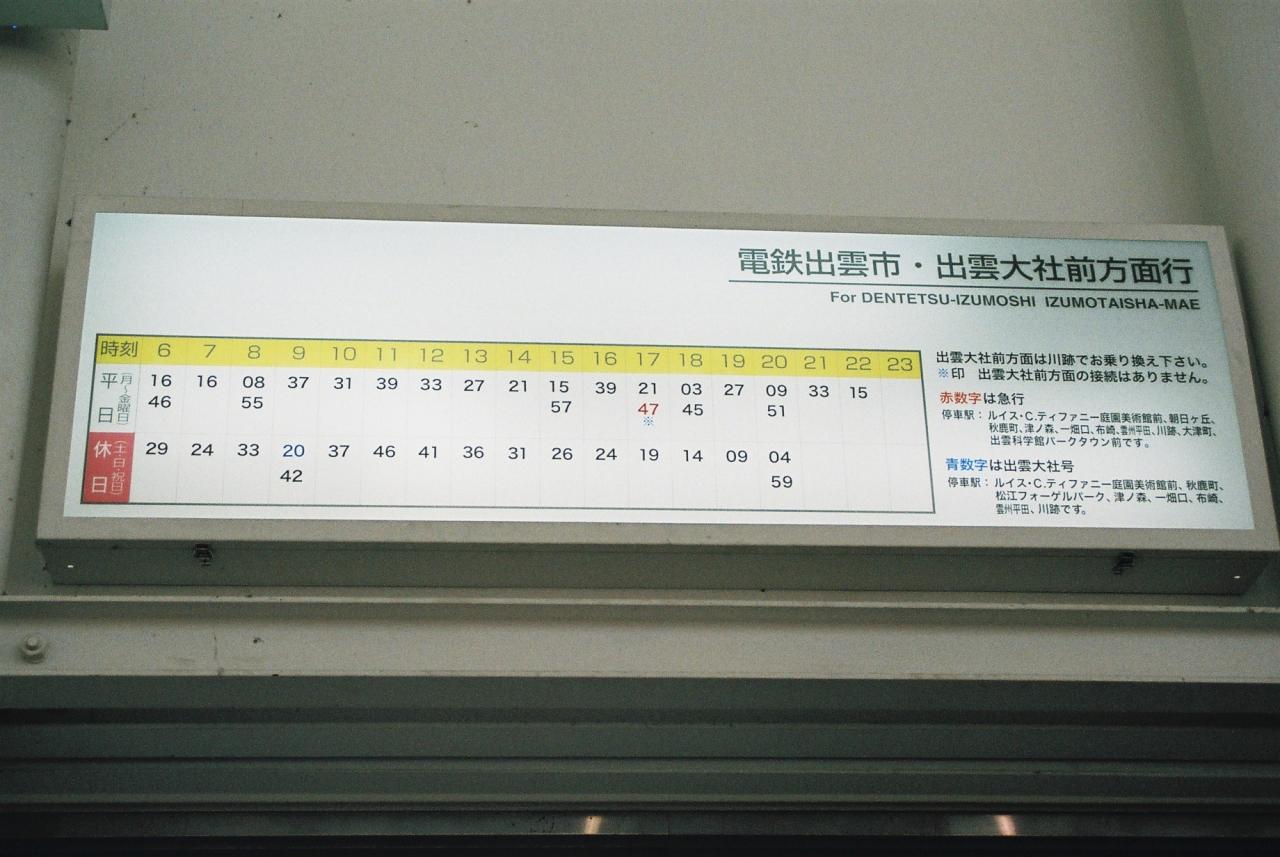 電鉄出雲市・出雲大社前方面行
For DENTETSU-IZUMOSHI IZUMOTAISHA-MAE
時刻 6 7 8 9 10 11 12 13 14 15 16 17 18 19 20 21 22 23
平日(月〜金曜日) 16 16 08 37 31 39 33 27 21 15 39 21 03 27 09 33 15
46 55 57 47 45 51
※
休日(土・日・祝日) 29 24 33 20 37 46 41 36 31 26 24 19 14 09 04
42 59
出雲大社前方面は川跡でお乗り換え下さい。
※印 出雲大社前方面の接続はありません。
赤数字は急行
停車駅：ルイス・C.ティファニー庭園美術館前、朝日ヶ丘、
秋鹿町、津ノ森、一畑口、布崎、雲州平田、川跡、大津町、
出雲科学館パークタウン前です。
青数字は出雲大社号
停車駅：ルイス・C.ティファニー庭園美術館前、秋鹿町、
松江フォーゲルパーク、津ノ森、一畑口、布崎、
雲州平田、川跡です。